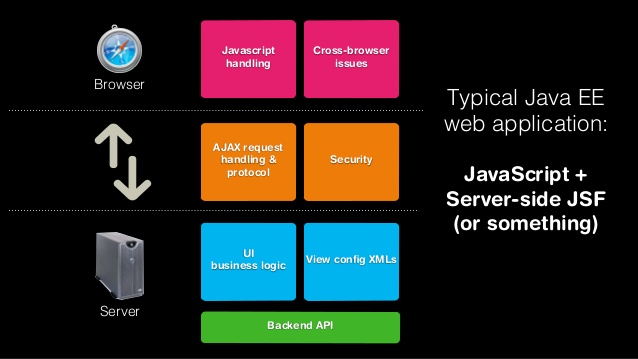 Browser
Javascript
handling
Cross-browser
issues
AJAX request
handling &
protocol
Security
Server
UI
business logic
View config XMLs
Backend API
Typical Java EE
web application:
JavaScript +
Server-side JSF
(or something)